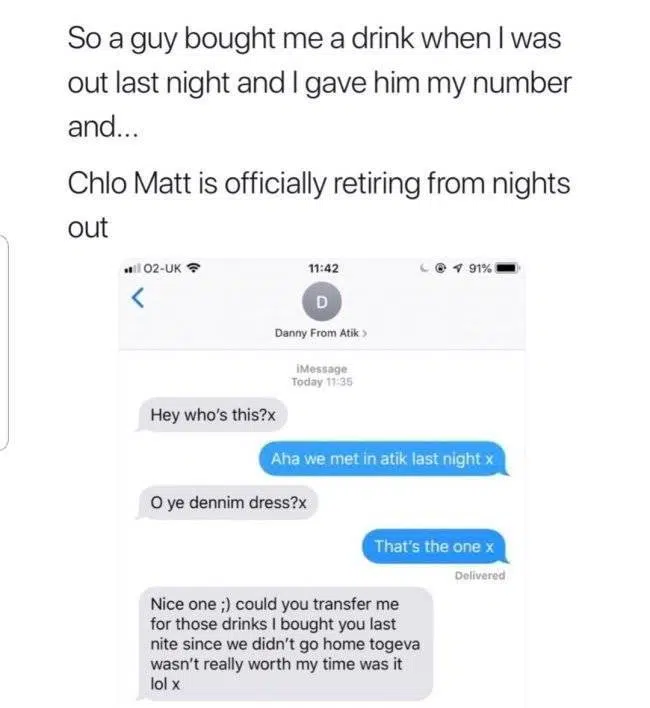 So a guy bought me a drink when I was
out last night and I gave him my number
and...
Chlo Matt is officially retiring from nights
out
O2-UK 11:42 91%
D
Danny From Atik >
iMessage
Today 11:35
Hey who's this?x
Aha we met in atik last night x
O ye dennim dress?x
That's the one x
Delivered
Nice one ;) could you transfer me
for those drinks I bought you last
nite since we didn't go home togeva
wasn't really worth my time was it
lol x